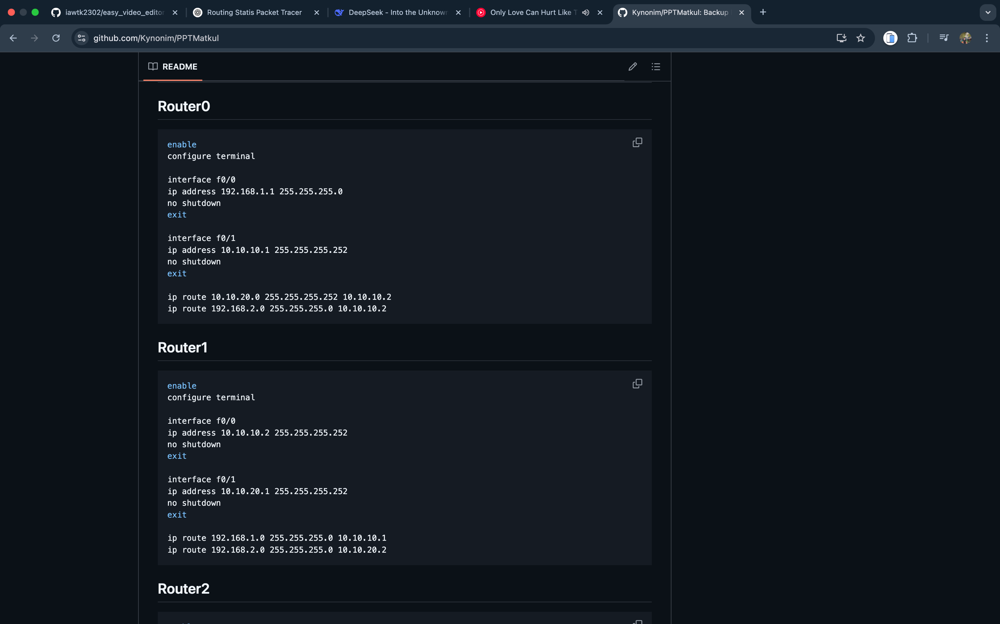 iawtk2302/easy_video_editor
Routing Statis Packet Tracer
DeepSeek - Into the Unknown
Only Love Can Hurt Like T
Kynonim/PPTMatkul: Backup
github.com/Kynonim/PPTMatkul
README
Router0
enable
configure terminal
interface f0/0
ip address 192.168.1.1 255.255.255.0
no shutdown
exit
interface f0/1
ip address 10.10.10.1 255.255.255.252
no shutdown
exit
ip route 10.10.20.0 255.255.255.252 10.10.10.2
ip route 192.168.2.0 255.255.255.0 10.10.10.2
Router1
enable
configure terminal
interface f0/0
ip address 10.10.10.2 255.255.255.252
no shutdown
exit
interface f0/1
ip address 10.10.20.1 255.255.255.252
no shutdown
exit
ip route 192.168.1.0 255.255.255.0 10.10.10.1
ip route 192.168.2.0 255.255.255.0 10.10.20.2
Router2